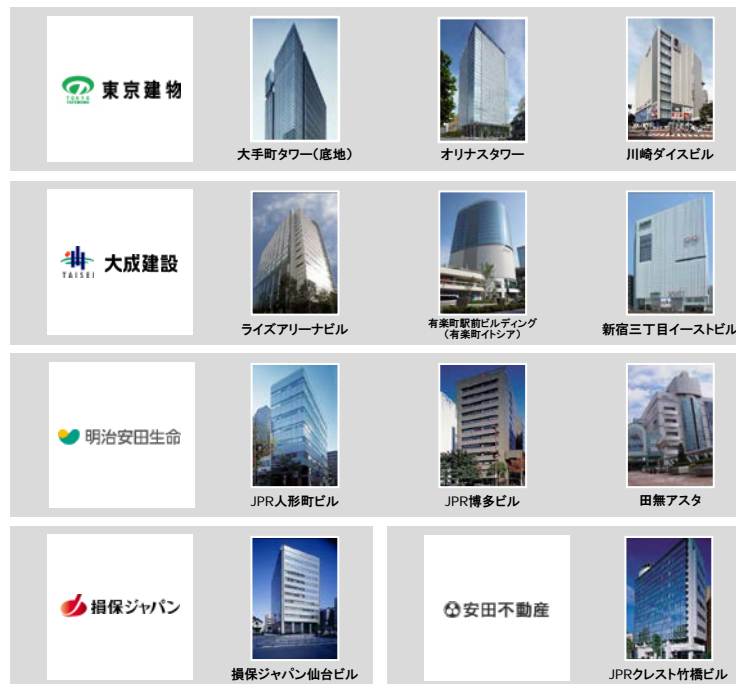 東京建物
TOKYO
TATEMONO
大手町タワー（底地）
オリナスタワー
川崎ダイスビル
大成建設
TAISEI
ライズアリーナビル
有楽町駅前ビルディング
（有楽町イトシア）
新宿三丁目イーストビル
明治安田生命
JPR人形町ビル
JPR博多ビル
田無アスタ
損保ジャパン
損保ジャパン仙台ビル
安田不動産
JPRクレスト竹橋ビル